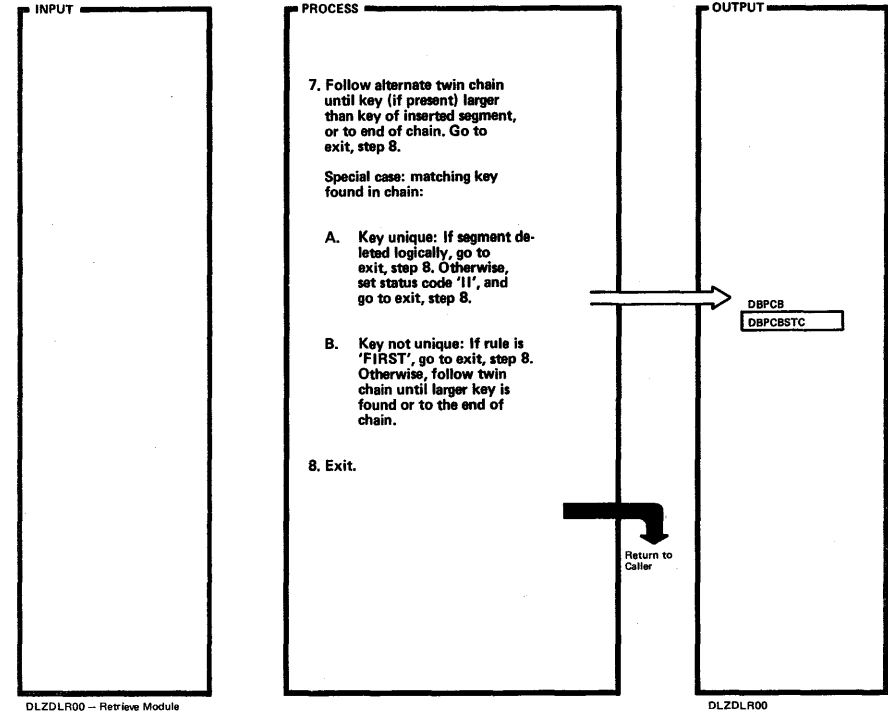 INPUT
PROCESS
OUTPUT
7. Follow alternate twin chain
until key (if present) larger
than key of inserted segment,
or to end of chain. Go to
exit, step 8.
Special case: matching key
found in chain:
A. Key unique: If segment de-
leted logically, go to
exit, step 8. Otherwise,
set status code 'II', and
go to exit, step 8.
DBPCB
DBPCBSTC
B. Key not unique: If rule is
'FIRST', go to exit, step 8.
Otherwise, follow twin
chain until larger key is
found or to the end of
chain.
8. Exit.
Return to
Caller
DLZDLR00 – Retrieve Module
DLZDLR00